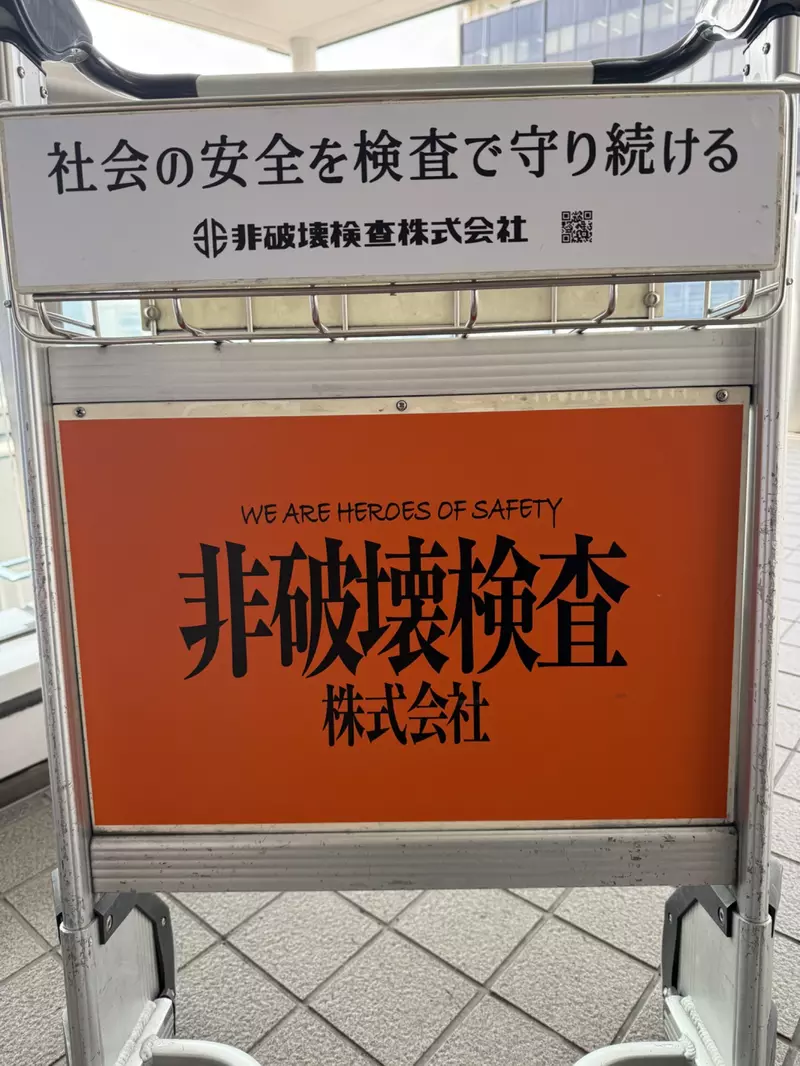 社会の安全を検査で守り続ける
非破壊検査株式会社
WE ARE HEROES OF SAFETY
非破壊検査
株式会社